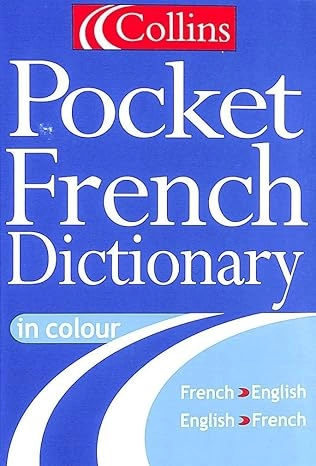 Collins
Pocket
French
Dictionary
in colour
French > English
English > French